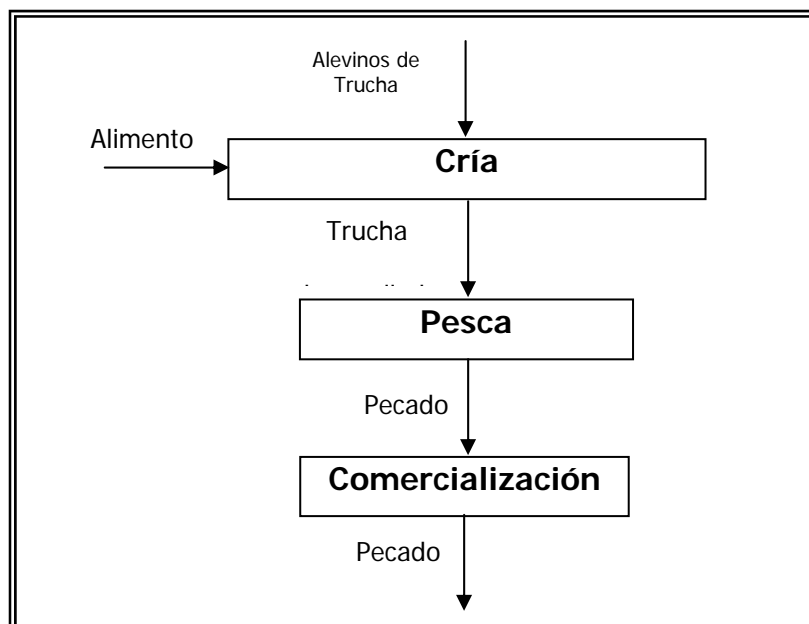 Alevinos de
Trucha
Alimento
Cría
Trucha
Pesca
Pecado
Comercialización
Pecado